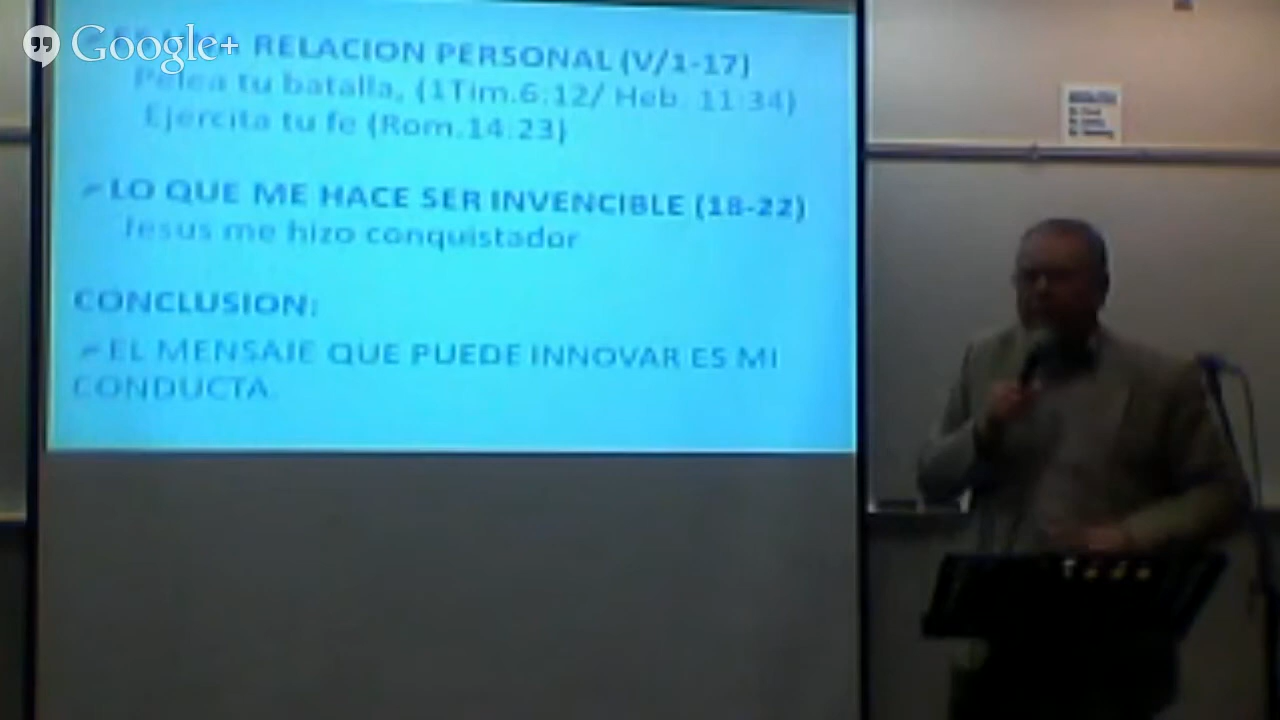 Google+
RELACION PERSONAL (V/1-17)
Pelea tu batalla, (1Tim.6:12/ Heb. 11:34)
Ejercita tu fe (Rom.14:23)
LO QUE ME HACE SER INVENCIBLE (18-22)
Jesus me hizo conquistador
CONCLUSION:
EL MENSAJE QUE PUEDE INNOVAR ES MI
CONDUCTA.